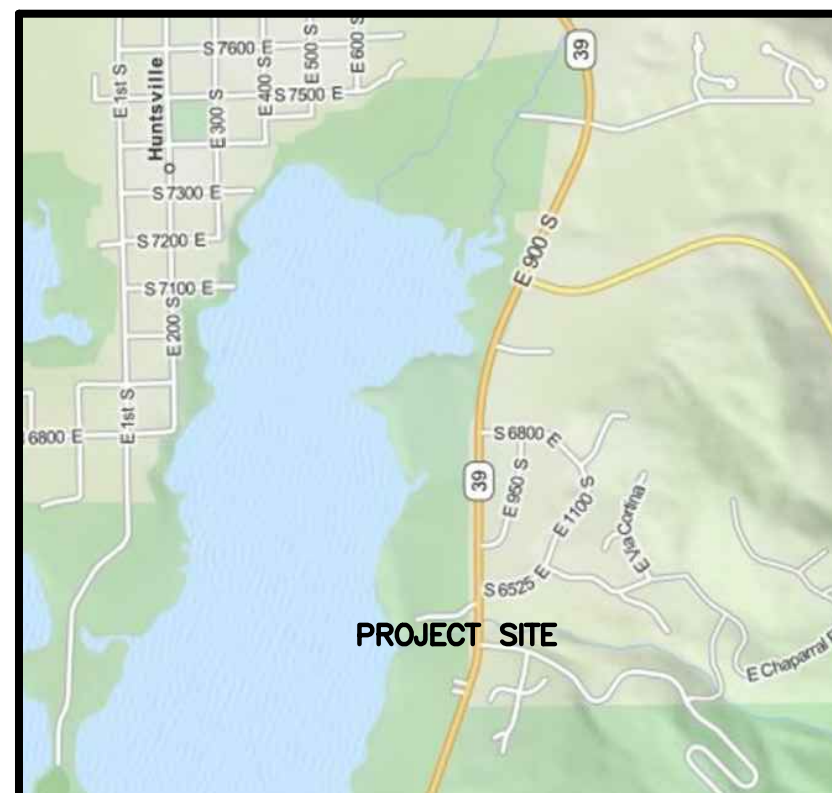 S 7600 E
E 500 S
E 600 S
39
E 1st S
Huntsville
E 300 S
E 400 S
S 7500 E
S 7300 E
S 7200 E
E 900 S
S 7100 E
E 200 S
E 1st S
6800 E
S 6800 E
39
E 950 S
E 1100 S
E Via Cortina
S 6525 E
PROJECT SITE
E Chaparral